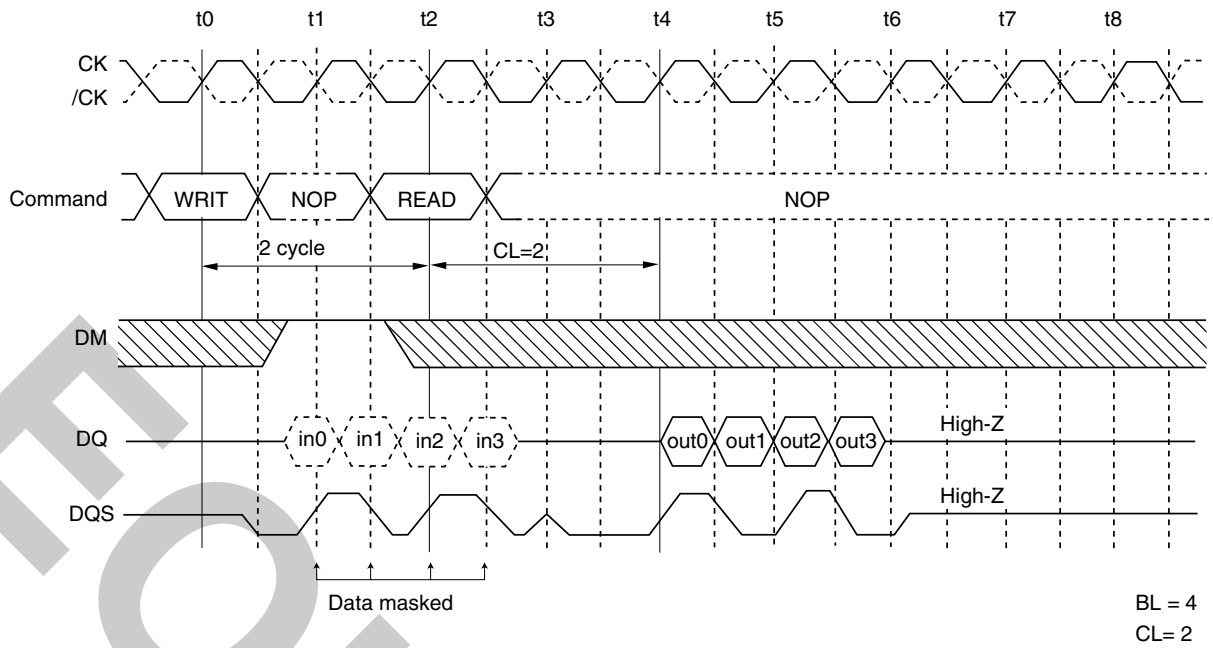 t0 t1 t2 t3 t4 t5 t6 t7 t8
CK
/CK
Command WRIT NOP READ NOP
2 cycle CL=2
DM
DQ in0 in1 in2 in3 out0 out1 out2 out3 High-Z
DQS High-Z
Data masked
BL = 4
CL= 2